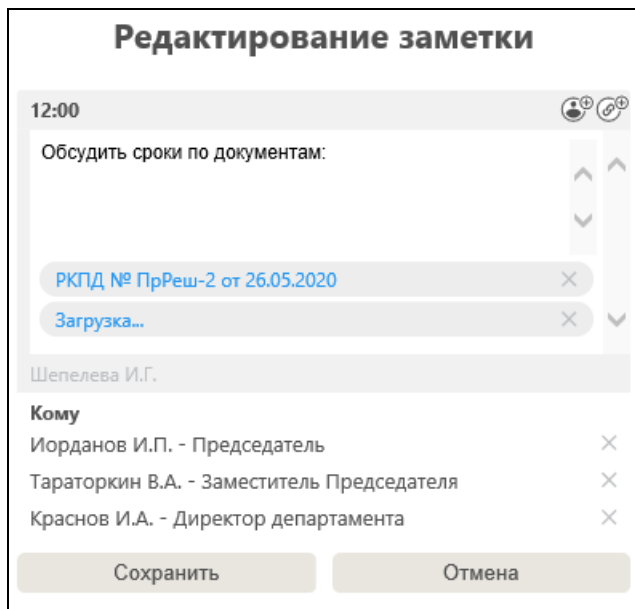 Редактирование заметки
12:00
Обсудить сроки по документам:
РКПД № ПрРеш-2 от 26.05.2020
Загрузка...
Шепелева И.Г.
Кому
Иорданов И.П. - Председатель
Тараторкин В.А. - Заместитель Председателя
Краснов И.А. - Директор департамента
Сохранить Отмена